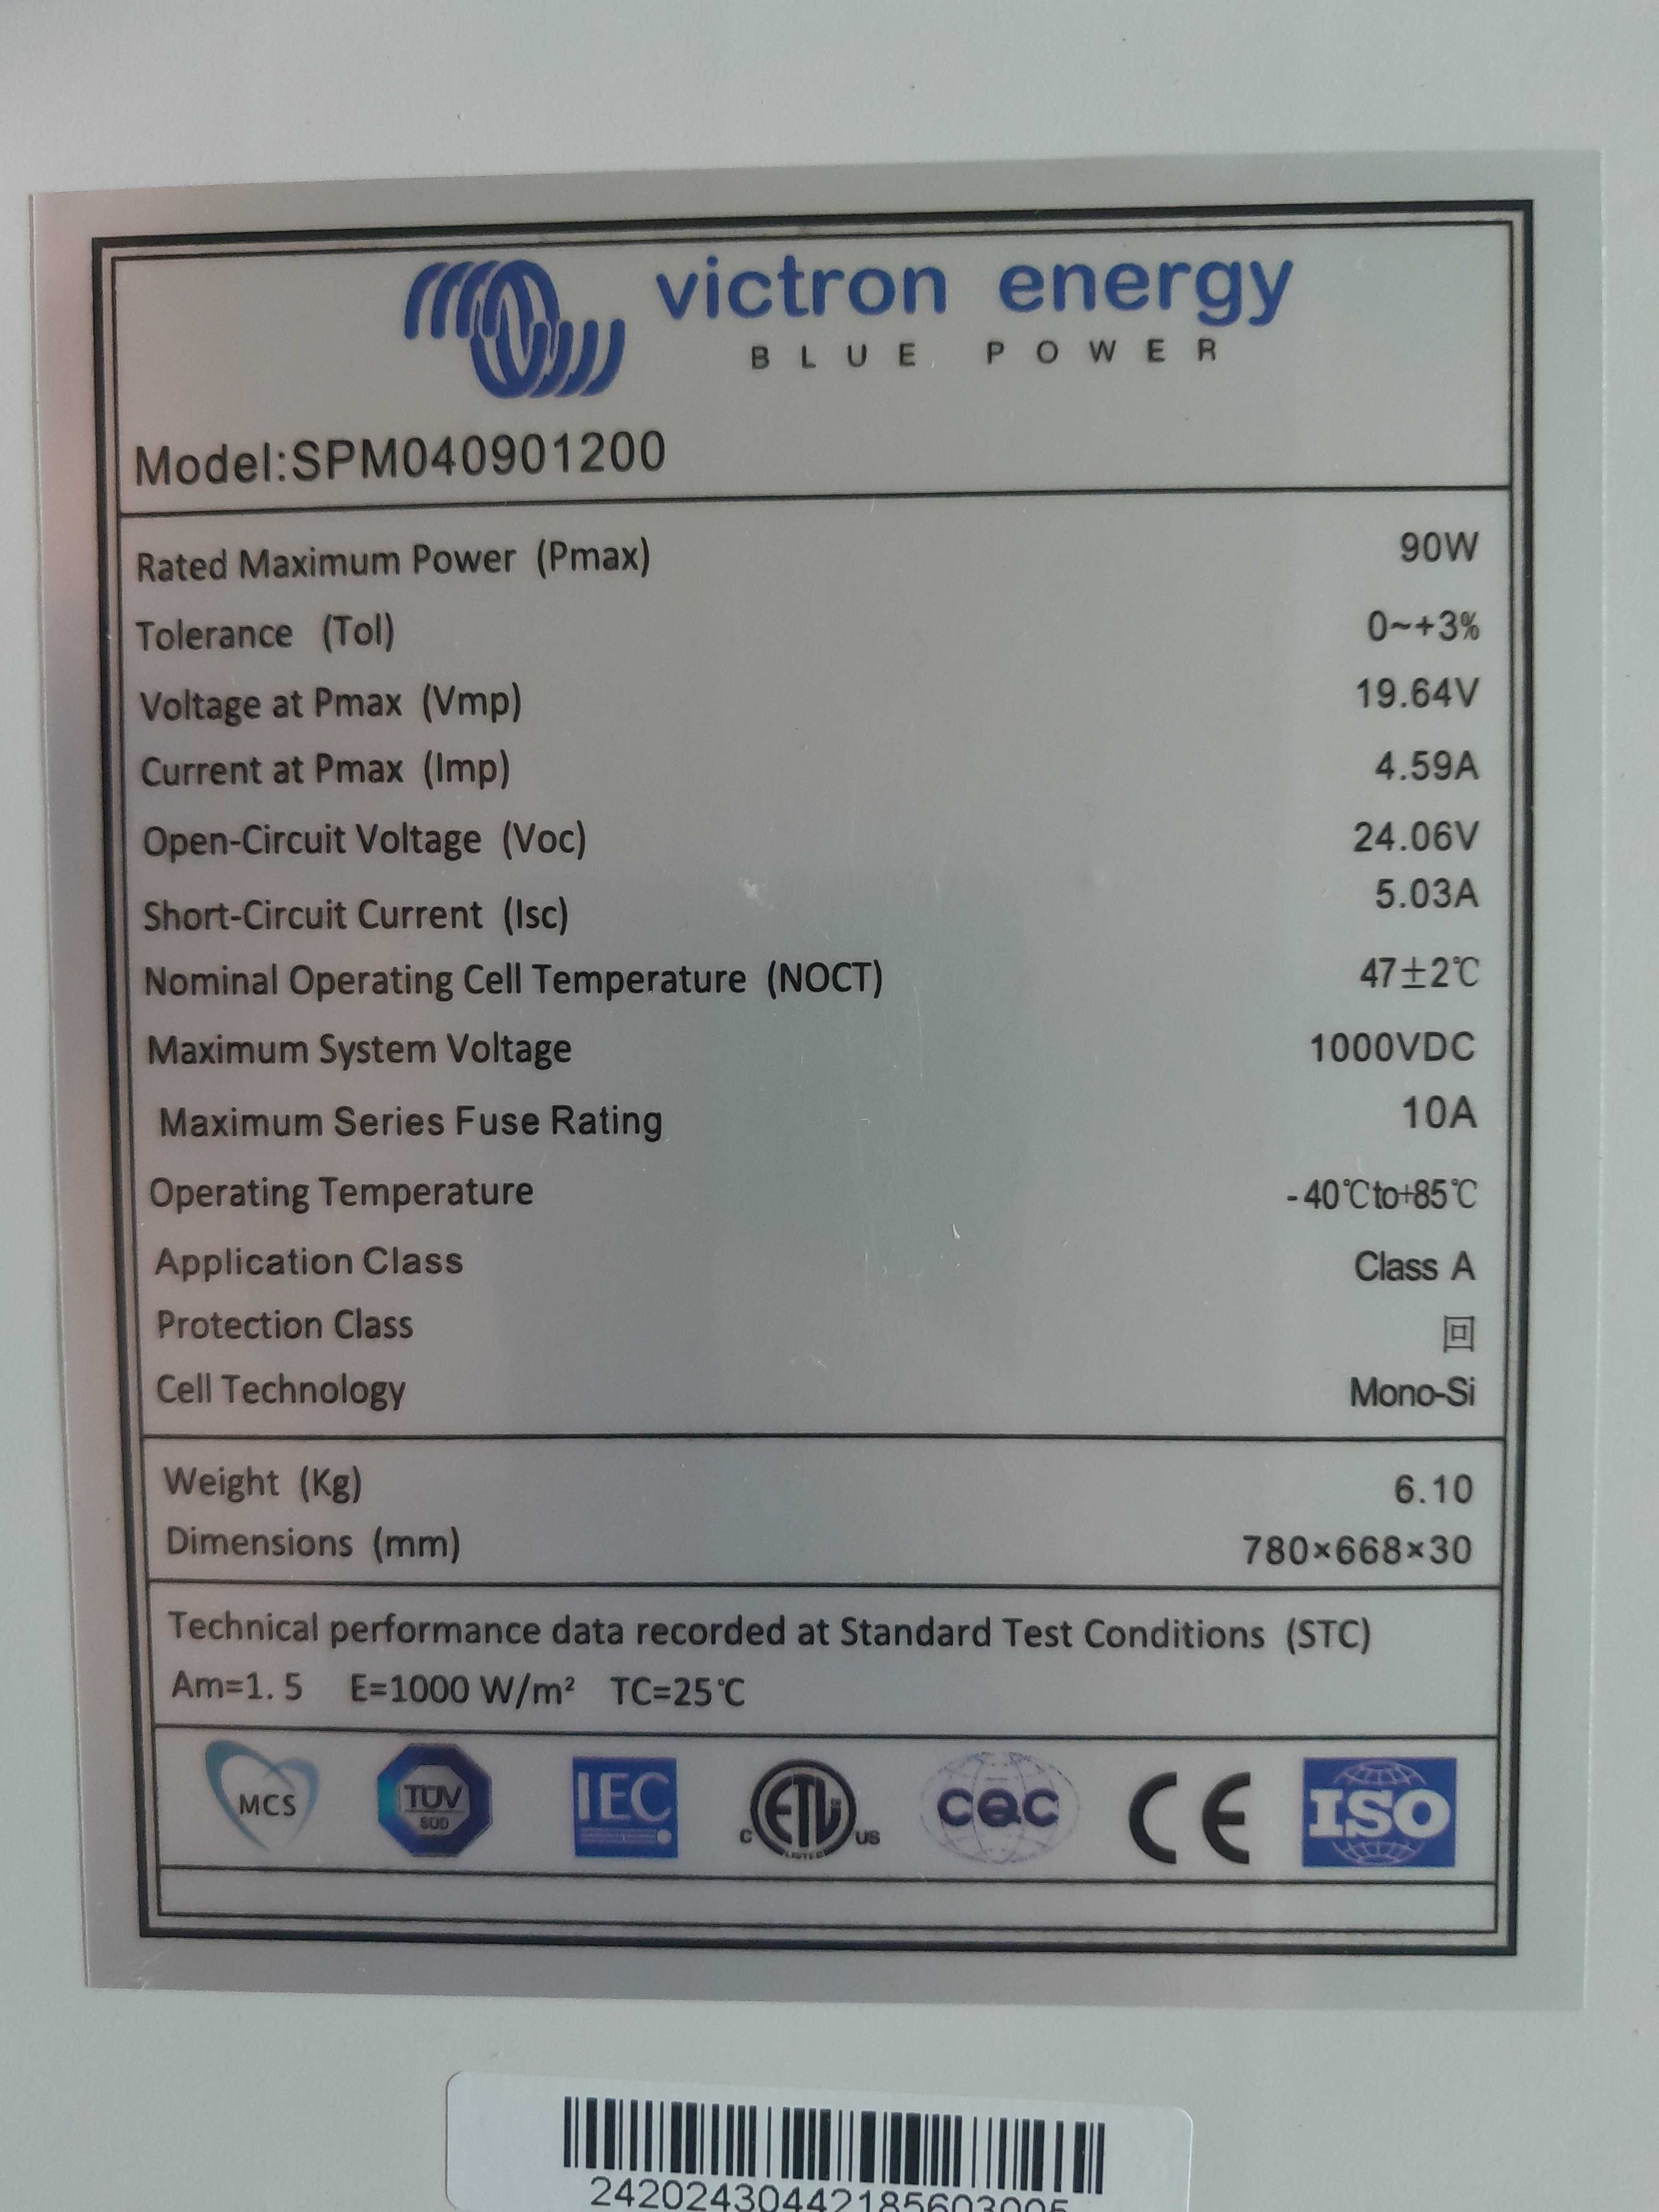 victron energy
BLUE POWER
Model:SPM040901200
Rated Maximum Power (Pmax) 90W
Tolerance (Tol) 0~+3%
Voltage at Pmax (Vmp) 19.64V
Current at Pmax (Imp) 4.59A
Open-Circuit Voltage (Voc) 24.06V
Short-Circuit Current (Isc) 5.03A
Nominal Operating Cell Temperature (NOCT) 47±2℃
Maximum System Voltage 1000VDC
Maximum Series Fuse Rating 10A
Operating Temperature -40℃to+85℃
Application Class Class A
Protection Class 回
Cell Technology Mono-Si
Weight (Kg) 6.10
Dimensions (mm) 780×668×30
Technical performance data recorded at Standard Test Conditions (STC)
Am=1.5 E=1000 W/m² TC=25℃
MCS TÜV SÜD IEC C ETL US LISTED CQC CE ISO
24202430442185603005